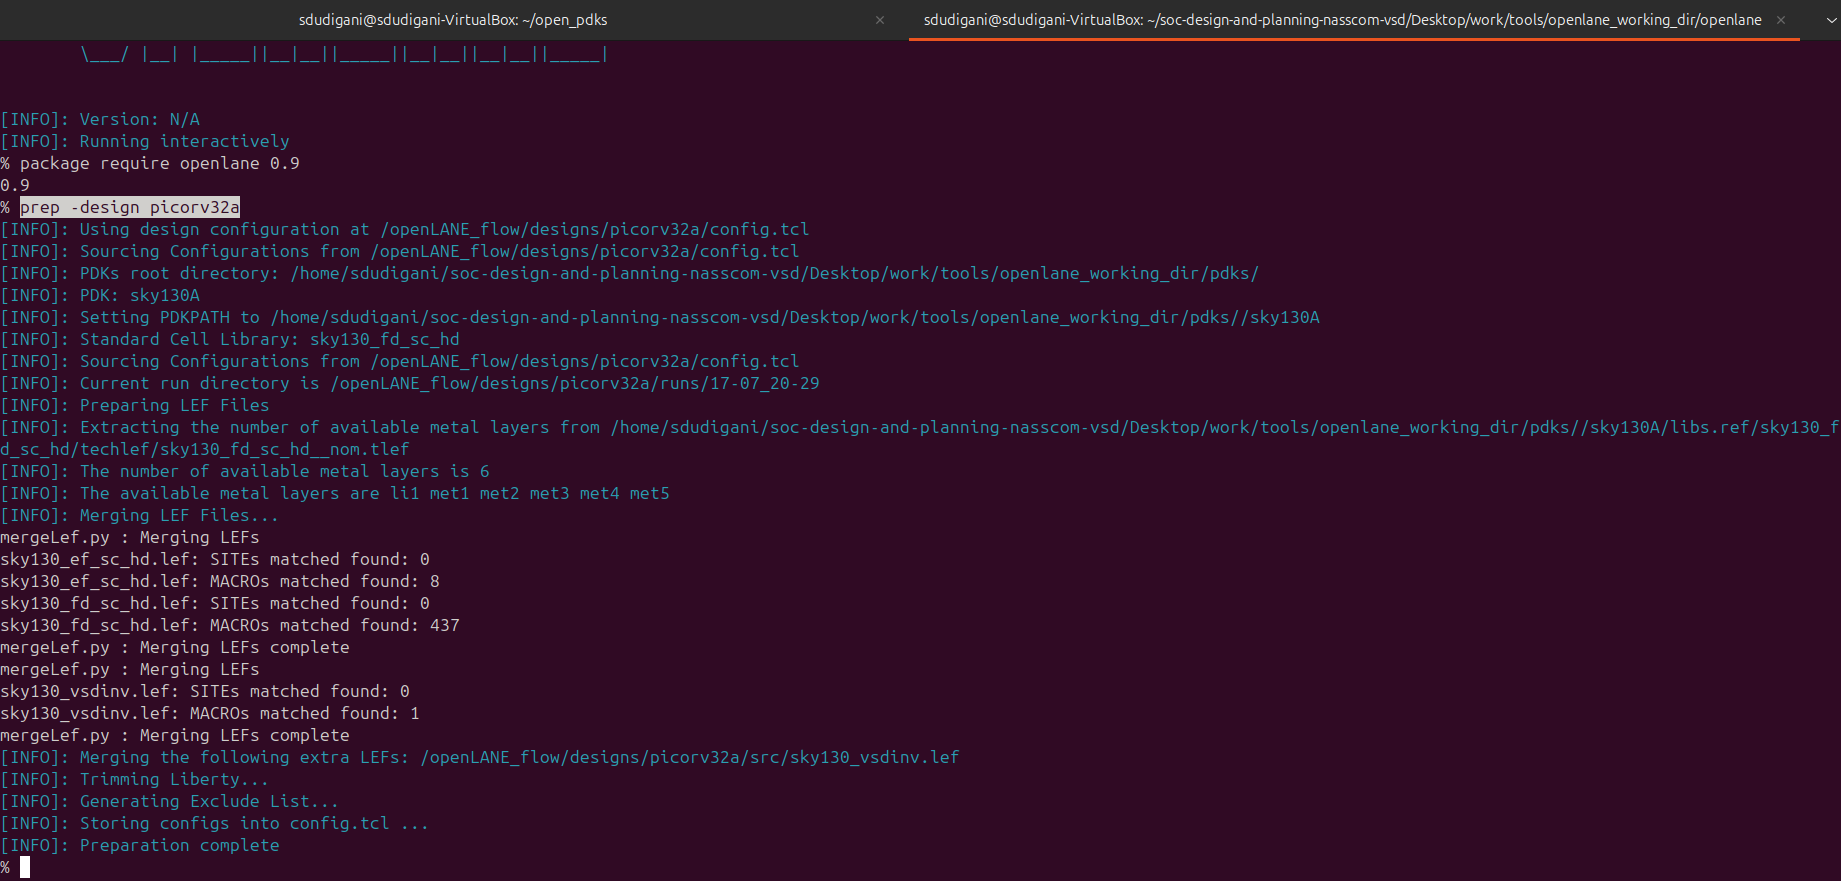 sdudigani@sdudigani-VirtualBox: ~/open_pdks
sdudigani@sdudigani-VirtualBox: ~/soc-design-and-planning-nasscom-vsd/Desktop/work/tools/openlane_working_dir/openlane
\___/ |__| |_____||__|__||_____||__|__||__|__||_____|
[INFO]: Version: N/A
[INFO]: Running interactively
% package require openlane 0.9
0.9
% prep -design picorv32a
[INFO]: Using design configuration at /openLANE_flow/designs/picorv32a/config.tcl
[INFO]: Sourcing Configurations from /openLANE_flow/designs/picorv32a/config.tcl
[INFO]: PDKs root directory: /home/sdudigani/soc-design-and-planning-nasscom-vsd/Desktop/work/tools/openlane_working_dir/pdks/
[INFO]: PDK: sky130A
[INFO]: Setting PDKPATH to /home/sdudigani/soc-design-and-planning-nasscom-vsd/Desktop/work/tools/openlane_working_dir/pdks//sky130A
[INFO]: Standard Cell Library: sky130_fd_sc_hd
[INFO]: Sourcing Configurations from /openLANE_flow/designs/picorv32a/config.tcl
[INFO]: Current run directory is /openLANE_flow/designs/picorv32a/runs/17-07_20-29
[INFO]: Preparing LEF Files
[INFO]: Extracting the number of available metal layers from /home/sdudigani/soc-design-and-planning-nasscom-vsd/Desktop/work/tools/openlane_working_dir/pdks//sky130A/libs.ref/sky130_f
d_sc_hd/techlef/sky130_fd_sc_hd__nom.tlef
[INFO]: The number of available metal layers is 6
[INFO]: The available metal layers are li1 met1 met2 met3 met4 met5
[INFO]: Merging LEF Files...
mergeLef.py : Merging LEFs
sky130_ef_sc_hd.lef: SITEs matched found: 0
sky130_ef_sc_hd.lef: MACROs matched found: 8
sky130_fd_sc_hd.lef: SITEs matched found: 0
sky130_fd_sc_hd.lef: MACROs matched found: 437
mergeLef.py : Merging LEFs complete
mergeLef.py : Merging LEFs
sky130_vsdinv.lef: SITEs matched found: 0
sky130_vsdinv.lef: MACROs matched found: 1
mergeLef.py : Merging LEFs complete
[INFO]: Merging the following extra LEFs: /openLANE_flow/designs/picorv32a/src/sky130_vsdinv.lef
[INFO]: Trimming Liberty...
[INFO]: Generating Exclude List...
[INFO]: Storing configs into config.tcl ...
[INFO]: Preparation complete
%